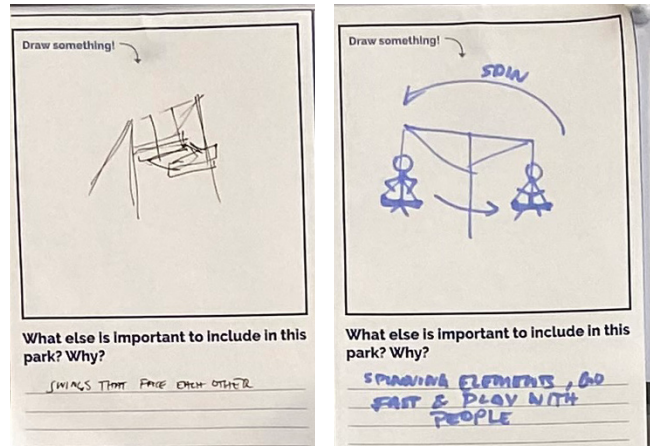 Draw something!
What else is important to include in this
park? Why?
SWINGS THAT FACE EACH OTHER
Draw something!
SPIN
What else is important to include in this
park? Why?
SPINNING ELEMENTS, GO
FAST & PLAY WITH
PEOPLE